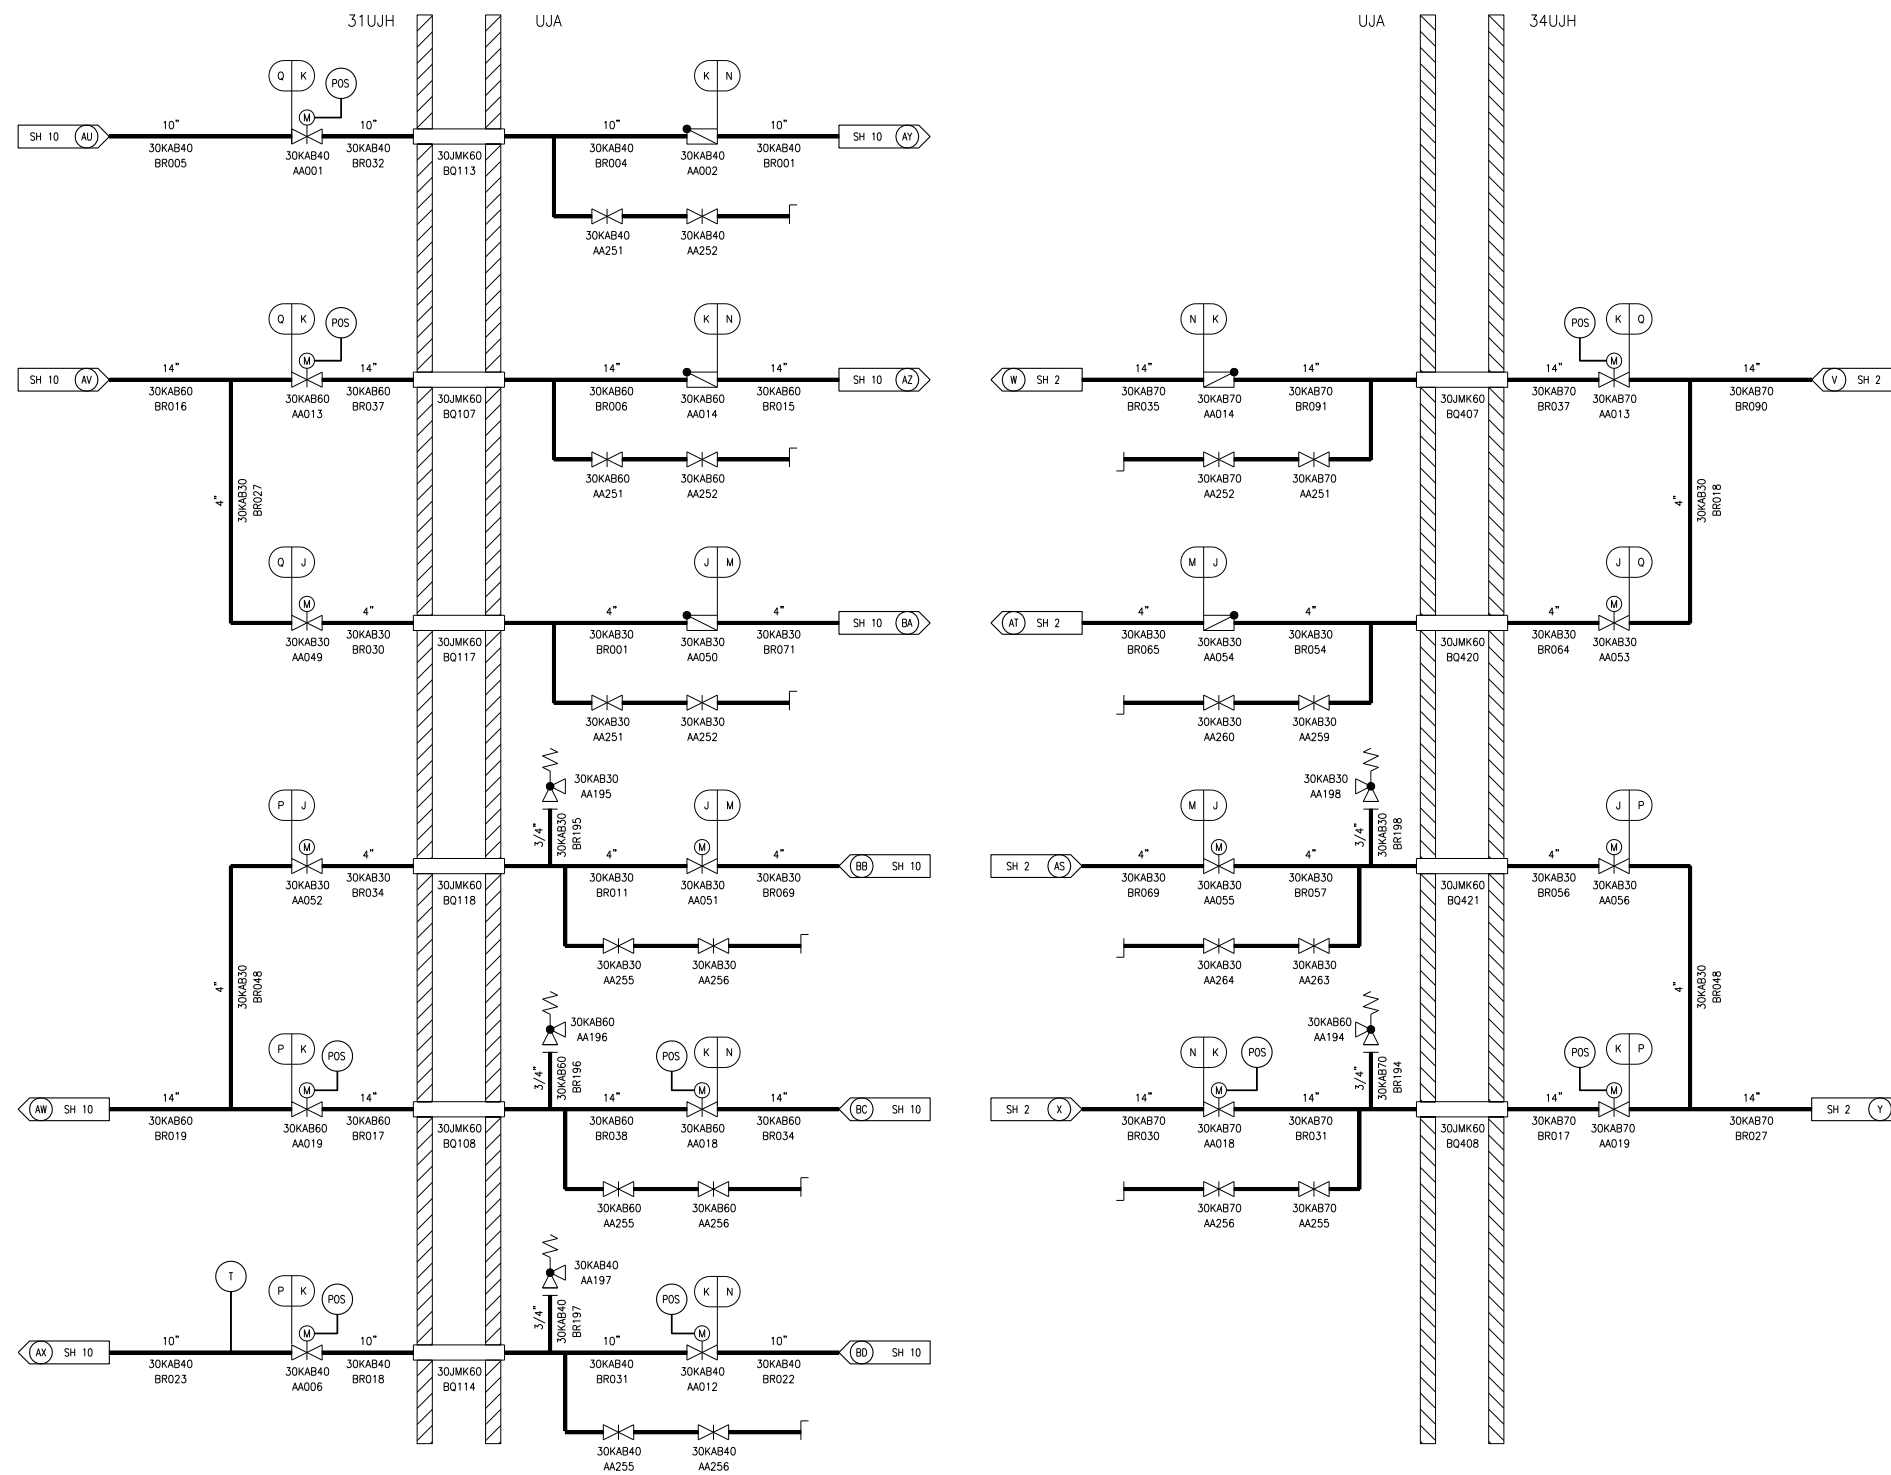 31UJH
UJA
Q K
POS
M
SH 10 AU
10"
30KAB40
BR005
30KAB40
AA001
10"
30KAB40
BR032
30JMK60
BQ113
10"
30KAB40
BR004
K N
30KAB40
AA002
10"
30KAB40
BR001
SH 10 AY
30KAB40
AA251
30KAB40
AA252
Q K
POS
M
SH 10 AV
14"
30KAB60
BR016
30KAB60
AA013
14"
30KAB60
BR037
30JMK60
BQ107
14"
30KAB60
BR006
K N
30KAB60
AA014
14"
30KAB60
BR015
SH 10 AZ
30KAB60
AA251
30KAB60
AA252
4"
30KAB30
BR027
Q J
M
30KAB30
AA049
4"
30KAB30
BR030
30JMK60
BQ117
4"
30KAB30
BR001
J M
30KAB30
AA050
4"
30KAB30
BR071
SH 10 BA
30KAB30
AA251
30KAB30
AA252
30KAB30
AA195
3/4"
30KAB30
BR195
P J
M
30KAB30
AA052
4"
30KAB30
BR034
30JMK60
BQ118
4"
30KAB30
BR011
J M
M
30KAB30
AA051
4"
30KAB30
BR069
BB SH 10
30KAB30
AA255
30KAB30
AA256
4"
30KAB30
BR048
30KAB60
AA196
3/4"
30KAB60
BR196
P K
POS
M
AW SH 10
14"
30KAB60
BR019
30KAB60
AA019
14"
30KAB60
BR017
30JMK60
BQ108
14"
30KAB60
BR038
POS
K N
M
30KAB60
AA018
14"
30KAB60
BR034
BC SH 10
30KAB60
AA255
30KAB60
AA256
30KAB40
AA197
3/4"
30KAB40
BR197
T
P K
POS
M
AX SH 10
10"
30KAB40
BR023
30KAB40
AA006
10"
30KAB40
BR018
30JMK60
BQ114
10"
30KAB40
BR031
POS
K N
M
30KAB40
AA012
10"
30KAB40
BR022
BD SH 10
30KAB40
AA255
30KAB40
AA256
UJA
34UJH
N K
W SH 2
14"
30KAB70
BR035
30KAB70
AA014
14"
30KAB70
BR091
30JMK60
BQ407
14"
30KAB70
BR037
POS
K Q
M
30KAB70
AA013
14"
30KAB70
BR090
V SH 2
30KAB70
AA252
30KAB70
AA251
4"
30KAB30
BR018
M J
AT SH 2
4"
30KAB30
BR065
30KAB30
AA054
4"
30KAB30
BR054
30JMK60
BQ420
4"
30KAB30
BR064
J Q
M
30KAB30
AA053
30KAB30
AA260
30KAB30
AA259
30KAB30
AA198
3/4"
30KAB30
BR198
M J
M
SH 2 AS
4"
30KAB30
BR069
30KAB30
AA055
4"
30KAB30
BR057
30JMK60
BQ421
4"
30KAB30
BR056
J P
M
30KAB30
AA056
30KAB30
AA264
30KAB30
AA263
4"
30KAB30
BR048
30KAB60
AA194
3/4"
30KAB70
BR194
N K
POS
M
SH 2 X
14"
30KAB70
BR030
30KAB70
AA018
14"
30KAB70
BR031
30JMK60
BQ408
14"
30KAB70
BR017
POS
K P
M
30KAB70
AA019
14"
30KAB70
BR027
SH 2 Y
30KAB70
AA256
30KAB70
AA255